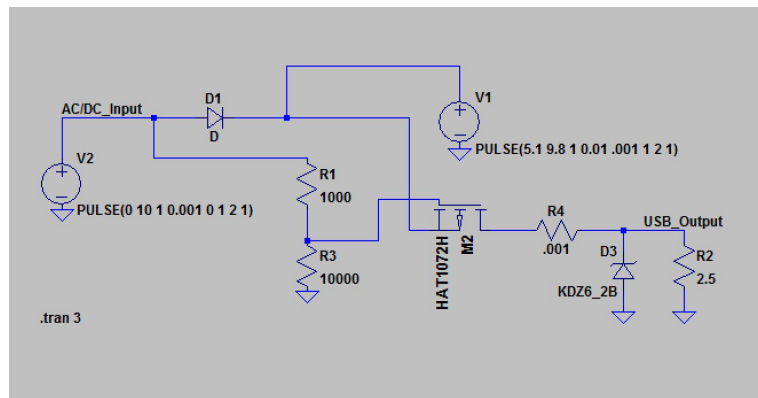 AC/DC_Input
D1
D
V1
PULSE(5.1 9.8 1 0.01 .001 1 2 1)
V2
PULSE(0 10 1 0.001 0 1 2 1)
R1
1000
R3
10000
HAT1072H
M2
R4
.001
USB_Output
D3
KDZ6_2B
R2
2.5
.tran 3